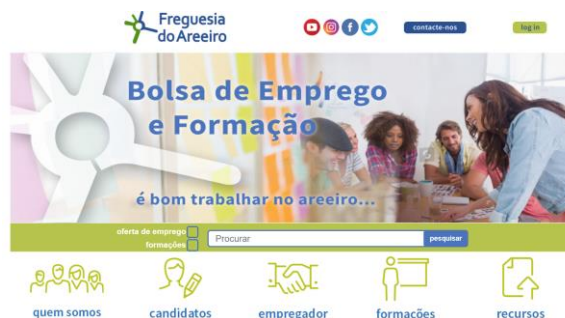 Freguesia
do Areeiro
contacte-nos
log in
Bolsa de Emprego
e Formação
é bom trabalhar no areeiro...
oferta de emprego
formações
Procurar
pesquisar
quem somos
candidatos
empregador
formações
recursos